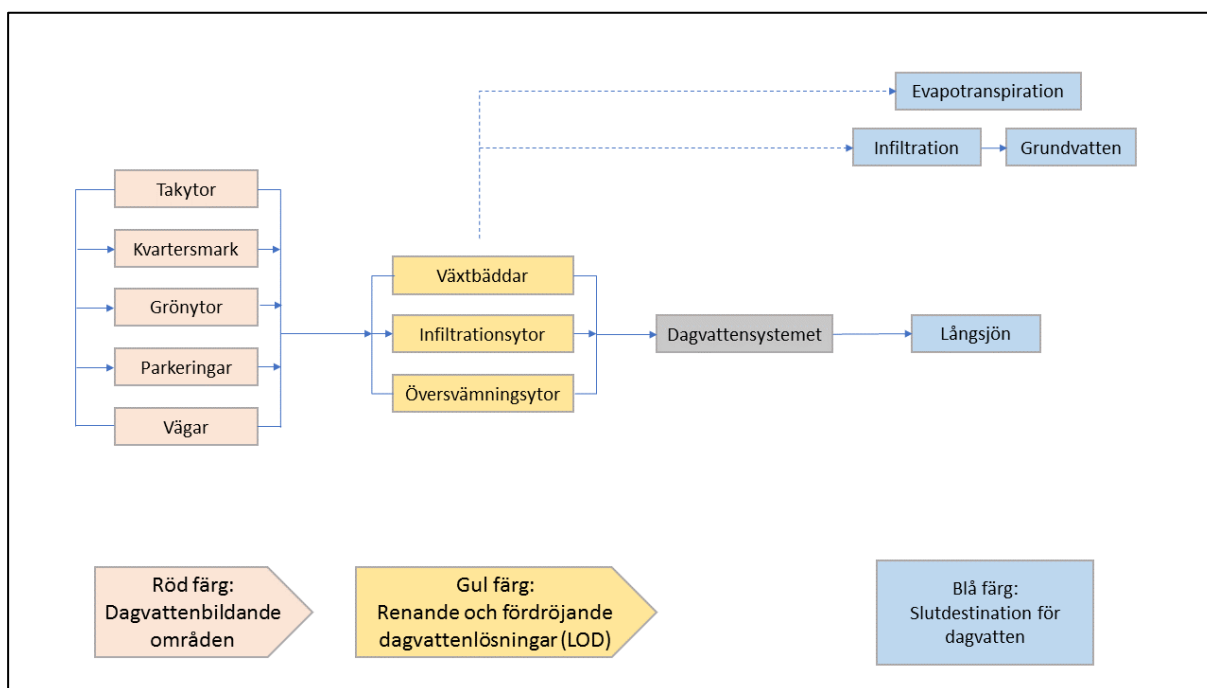 Evapotranspiration
Infiltration
Grundvatten
Takytor
Kvartersmark
Grönytor
Parkeringar
Vägar
Växtbäddar
Infiltrationsytor
Översvämningsytor
Dagvattensystemet
Långsjön
Röd färg:
Dagvattenbildande
områden
Gul färg:
Renande och fördröjande
dagvattenlösningar (LOD)
Blå färg:
Slutdestination för
dagvatten